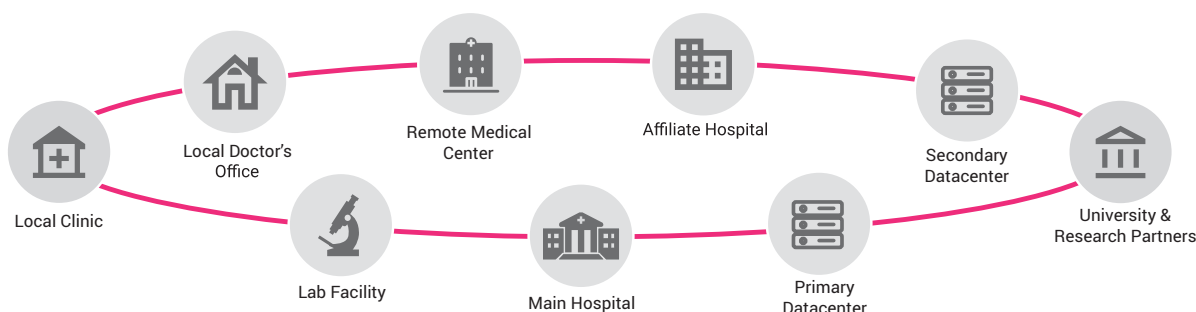 Local Clinic
Local Doctor's
Office
Remote Medical
Center
Affiliate Hospital
Secondary
Datacenter
University &
Research Partners
Lab Facility
Main Hospital
Primary
Datacenter